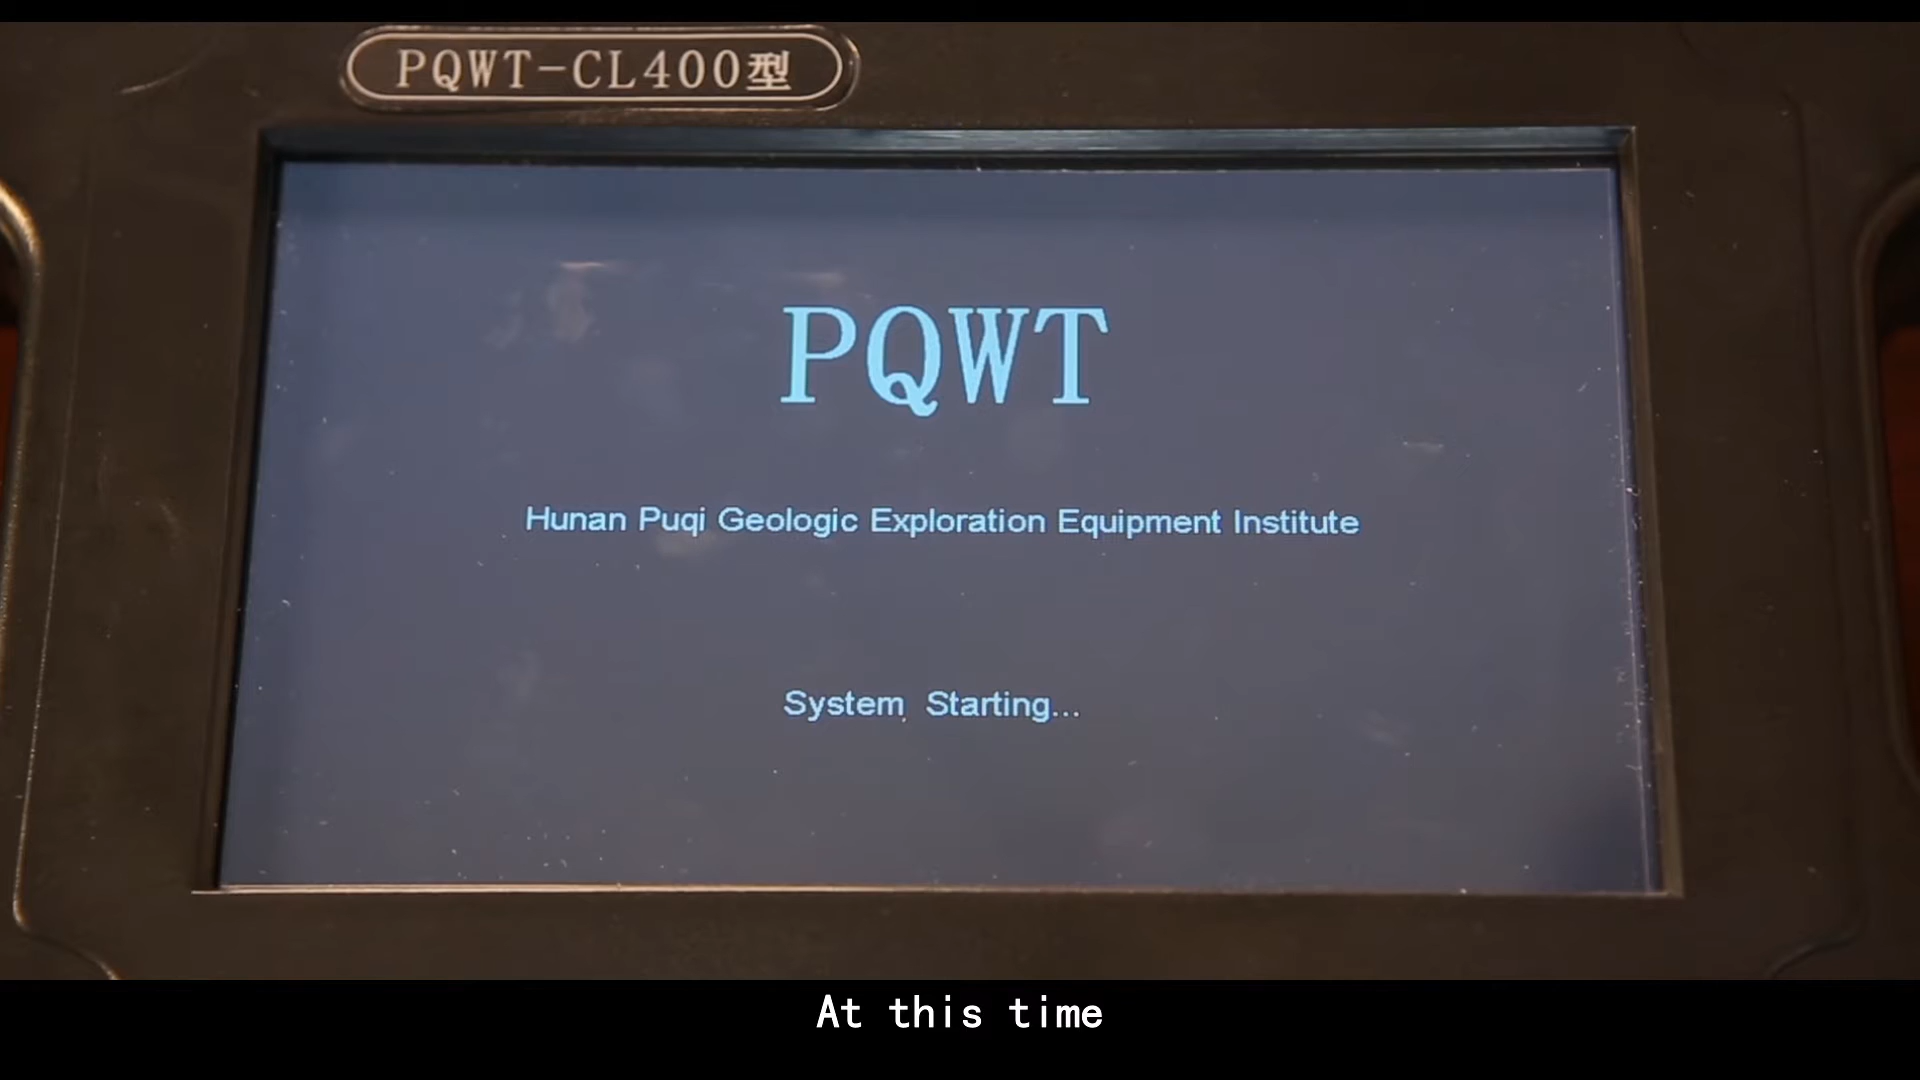 PQWT-CL400型
PQWT
Hunan Puqi Geologic Exploration Equipment Institute
System Starting...
At this time